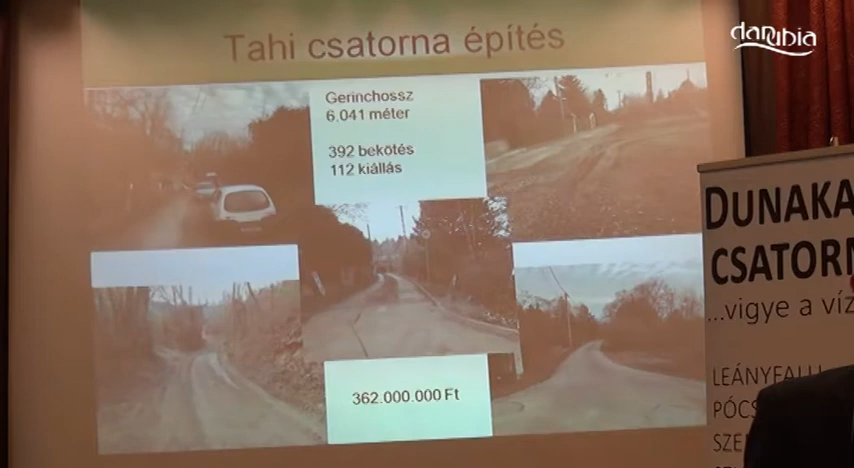 danubia
Tahi csatorna építés
Gerinchossz
6.041 méter
392 bekötés
112 kiállás
362.000.000 Ft
DUNAKA
CSATORN
...vigye a víz
LEÁNYFALU
PÓCS
SZE